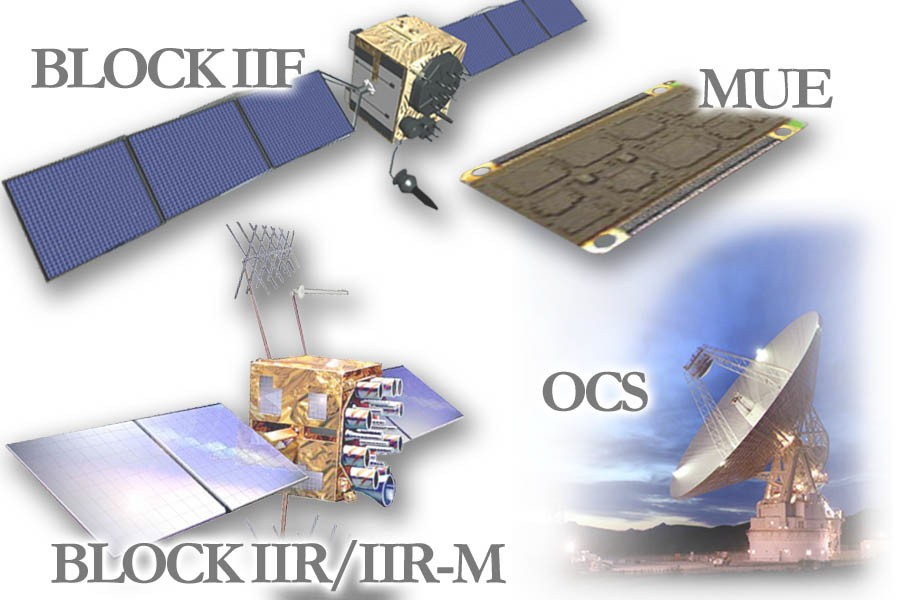 BLOCK IIF
MUE
OCS
BLOCK IIR/IIR-M